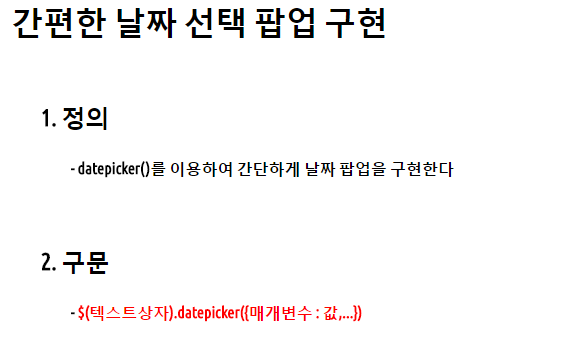 간편한 날짜 선택 팝업 구현
1. 정의
- datepicker()를 이용하여 간단하게 날짜 팝업을 구현한다
2. 구문
- $(텍스트상자).datepicker({매개변수 : 값,...})